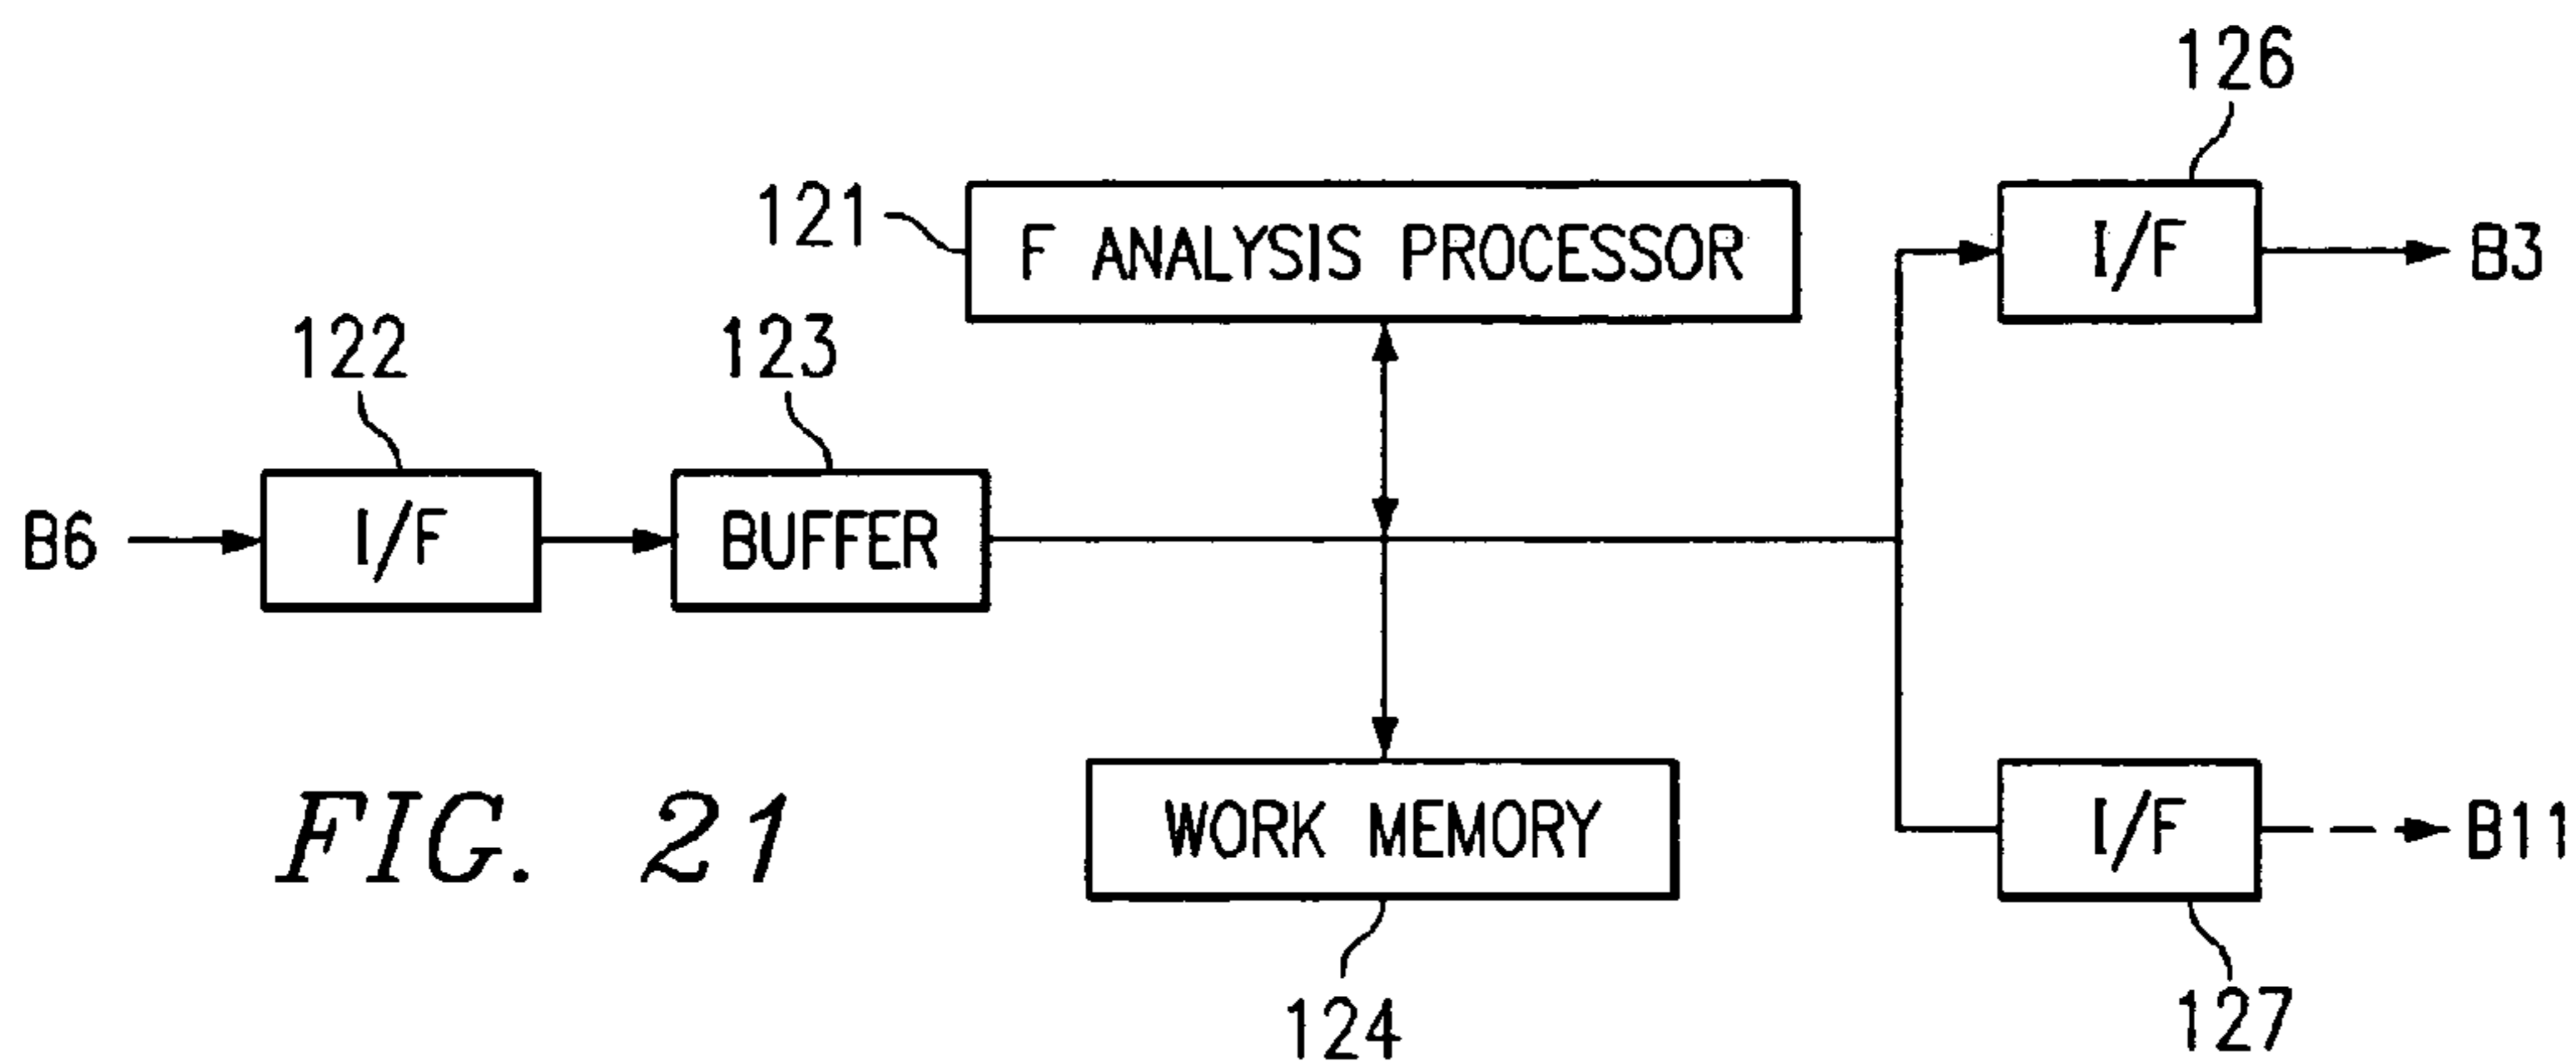 126
121
F ANALYSIS PROCESSOR
I/F
B3
122
123
B6
I/F
BUFFER
FIG. 21
WORK MEMORY
I/F
B11
124
127